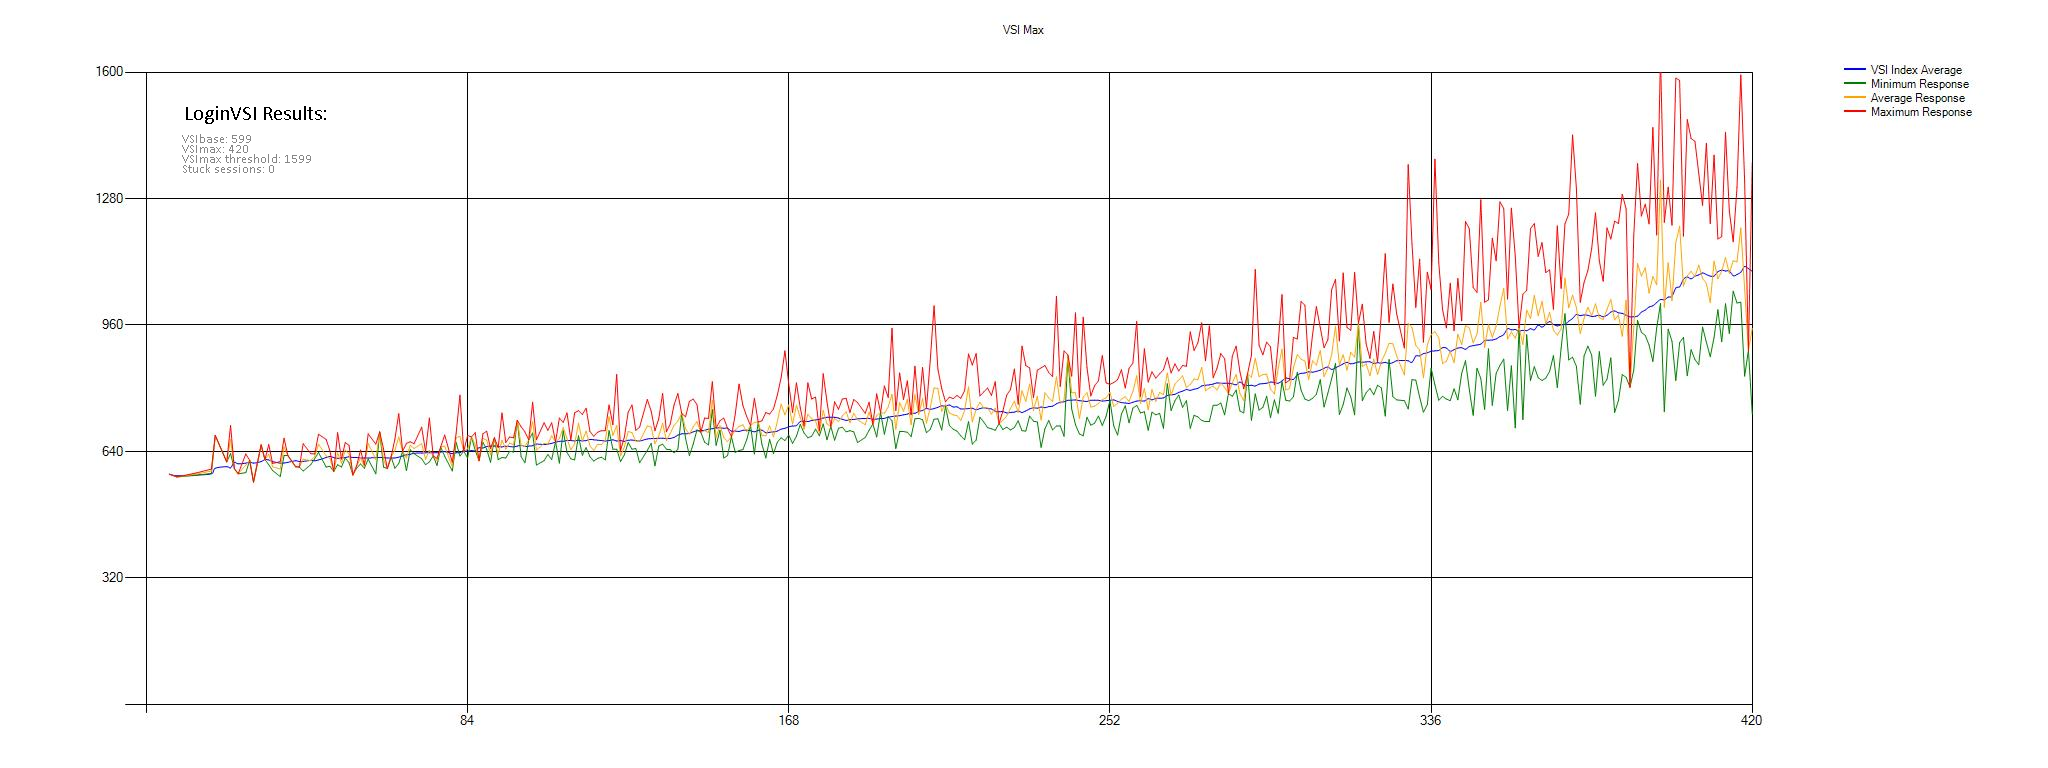 VSI Max
1600
1280
960
640
320
LoginVSI Results:
VSIbase: 599
VSImax: 420
VSImax threshold: 1599
Stuck sessions: 0
84
168
252
336
420
VSI Index Average
Minimum Response
Average Response
Maximum Response